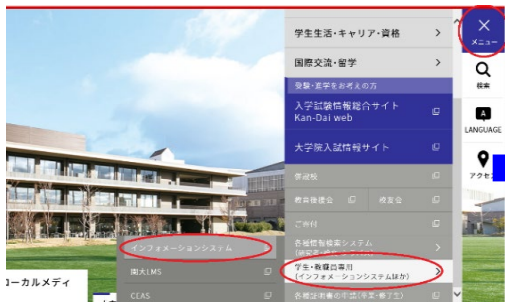 学生生活・キャリア・資格
国際交流・留学
受験・進学をお考えの方
入学試験情報総合サイト
Kan-Dai web
大学院入試情報サイト
併設校
教育後援会
校友会
ご寄付
各種情報検索システム
学生・教職員専用
(インフォメーションシステムほか)
各種証明書の申請(卒業・修了生)
インフォメーションシステム
関大LMS
CEAS
メニュー
検索
A
LANGUAGE
アクセ
ローカルメディ